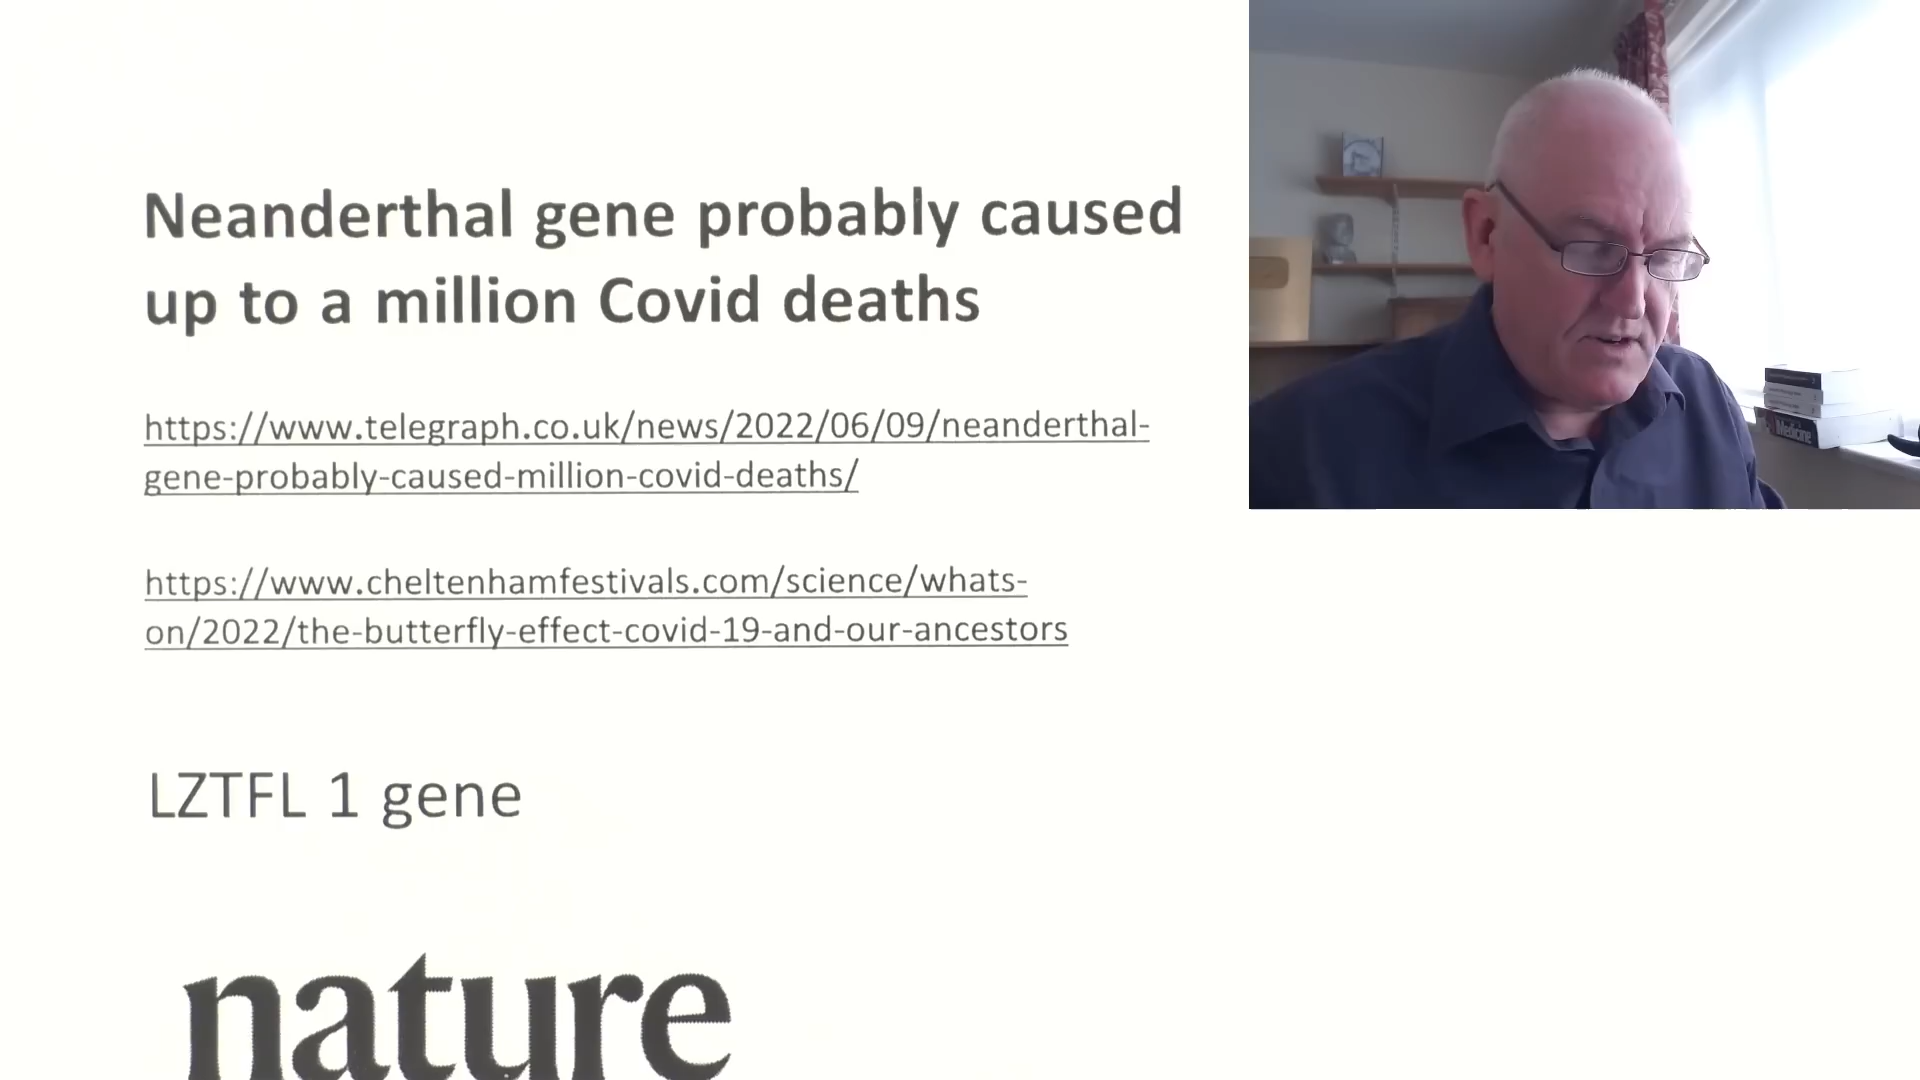 Neanderthal gene probably caused
up to a million Covid deaths
https://www.telegraph.co.uk/news/2022/06/09/neanderthal-
gene-probably-caused-million-covid-deaths/
https://www.cheltenhamfestivals.com/science/whats-
on/2022/the-butterfly-effect-covid-19-and-our-ancestors
LZTFL 1 gene
nature
Medicine